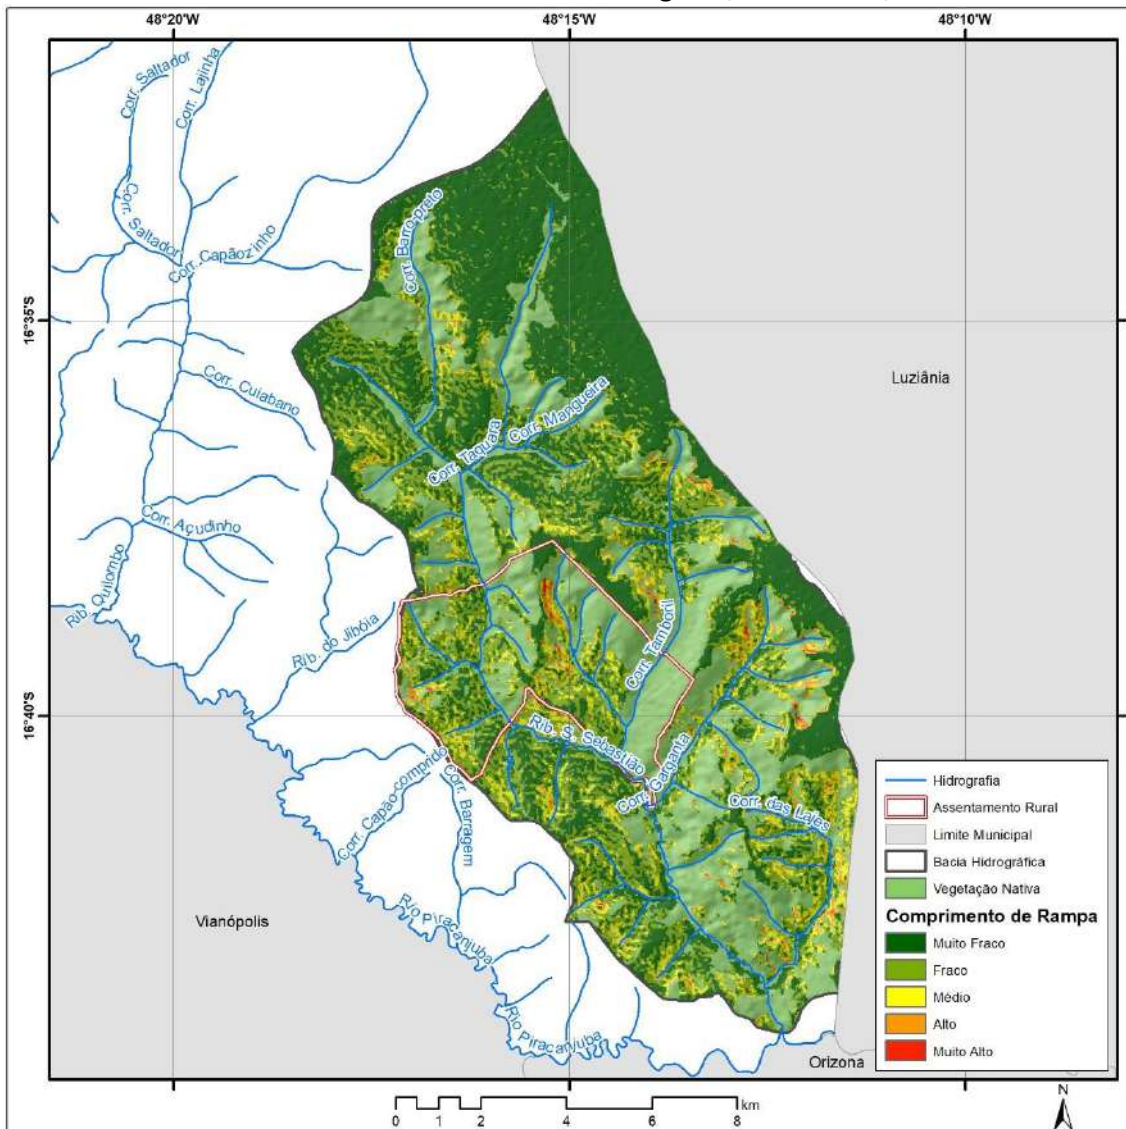 48°20'W
48°15'W
48°10'W
Corr. Saltador
Corr. Lajinha
Corr. Saltador
Corr. Capãozinho
Corr. Barro preto
16°35'S
Luziânia
Corr. Cuiabano
Corr. Mangueira
Corr. Taquara
Corr. Açudinho
Rib. Quilombo
Rib. do Jibóia
Corr. Tamboril
16°40'S
Rib. S. Sebastião
Corr. Garganta
Corr. Capão comprido
Corr. Barragem
Corr. das Lajes
Vianópolis
Rio Piracanjuba
Rio Piracanjuba
Orizona
Hidrografia
Assentamento Rural
Limite Municipal
Bacia Hidrográfica
Vegetação Nativa
Comprimento de Rampa
Muito Fraco
Fraco
Médio
Alto
Muito Alto
0 1 2 4 6 8 km
N